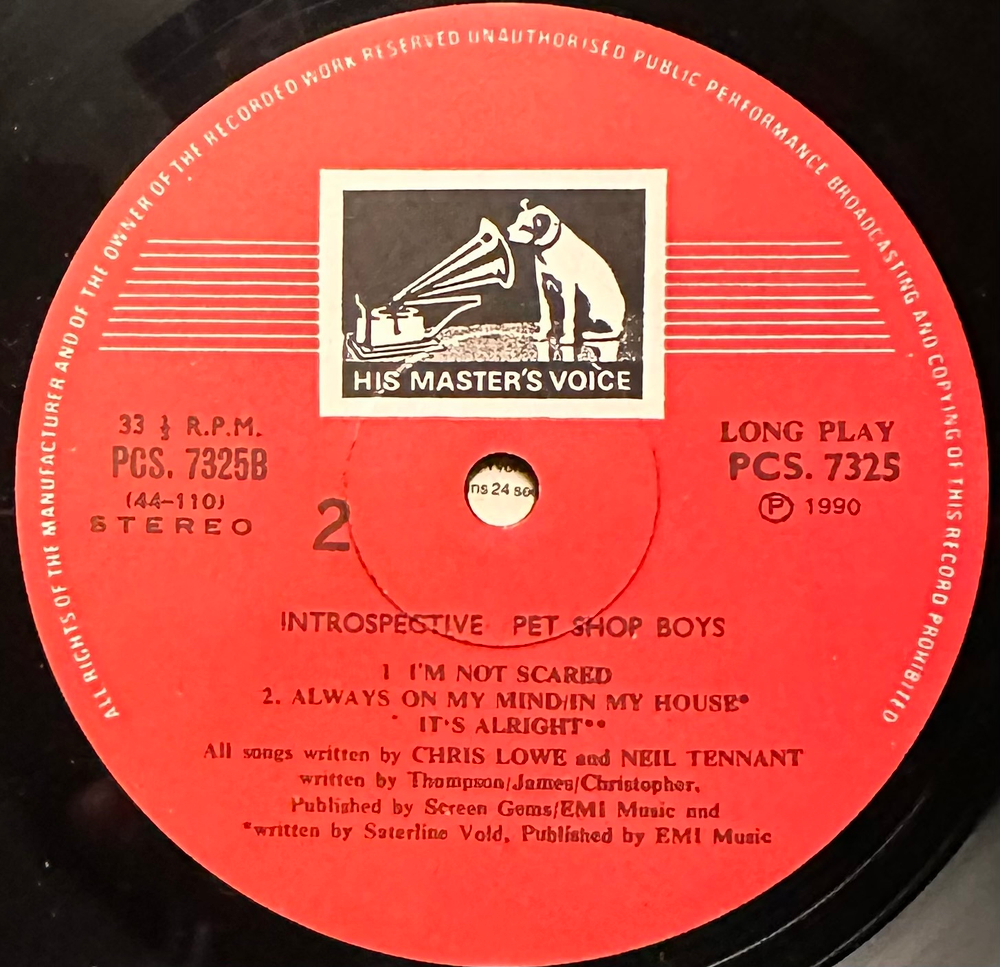 ALL RIGHTS OF THE MANUFACTURER AND OF THE OWNER OF THE RECORDED WORK RESERVED UNAUTHORISED PUBLIC PERFORMANCE BROADCASTING AND COPYING OF THIS RECORD PROHIBITED
HIS MASTER'S VOICE
33 ⅓ R.P.M.
PCS. 7325B
(44-110)
STEREO
2
LONG PLAY
PCS. 7325
Ⓟ 1990
ns 24 se
INTROSPECTIVE PET SHOP BOYS
1 I'M NOT SCARED
2. ALWAYS ON MY MIND/IN MY HOUSE*
IT'S ALRIGHT**
All songs written by CHRIS LOWE and NEIL TENNANT
written by Thompson/James/Christopher,
Published by Screen Gems/EMI Music and
*written by Saterline Void, Published by EMI Music